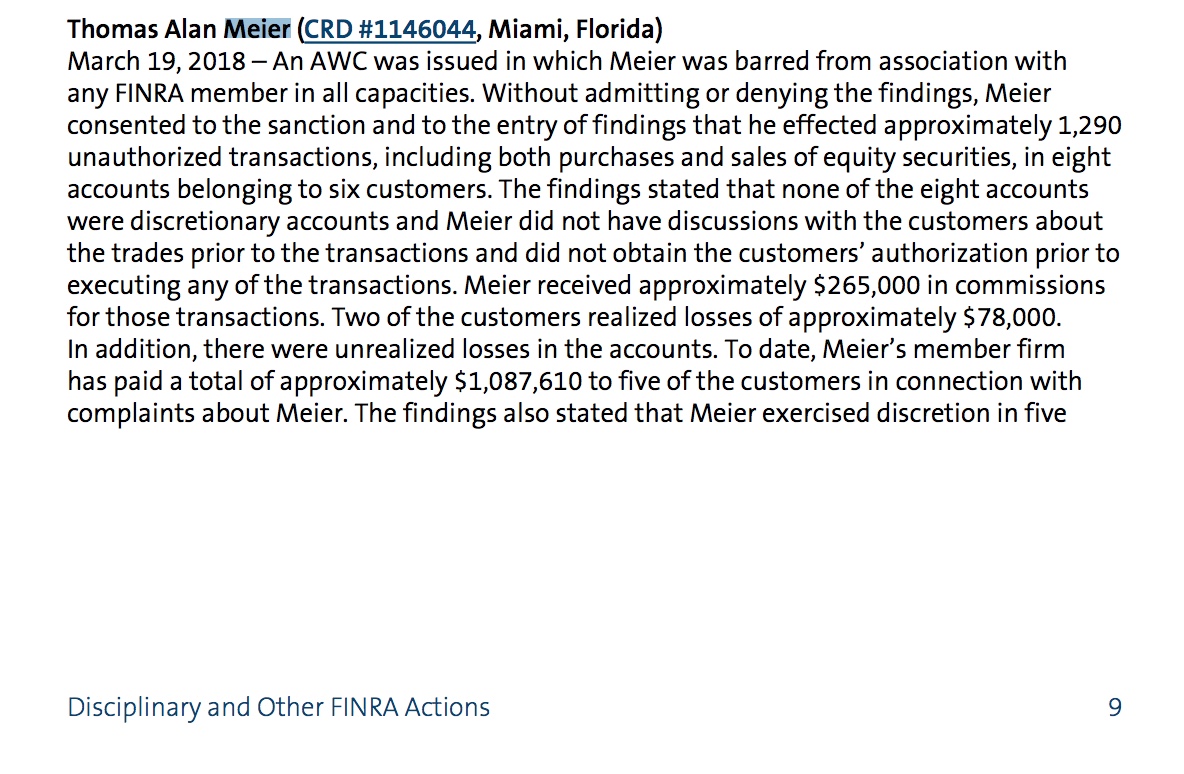 Thomas Alan Meier (CRD #1146044, Miami, Florida)
March 19, 2018 – An AWC was issued in which Meier was barred from association with
any FINRA member in all capacities. Without admitting or denying the findings, Meier
consented to the sanction and to the entry of findings that he effected approximately 1,290
unauthorized transactions, including both purchases and sales of equity securities, in eight
accounts belonging to six customers. The findings stated that none of the eight accounts
were discretionary accounts and Meier did not have discussions with the customers about
the trades prior to the transactions and did not obtain the customers’ authorization prior to
executing any of the transactions. Meier received approximately $265,000 in commissions
for those transactions. Two of the customers realized losses of approximately $78,000.
In addition, there were unrealized losses in the accounts. To date, Meier’s member firm
has paid a total of approximately $1,087,610 to five of the customers in connection with
complaints about Meier. The findings also stated that Meier exercised discretion in five
Disciplinary and Other FINRA Actions 9